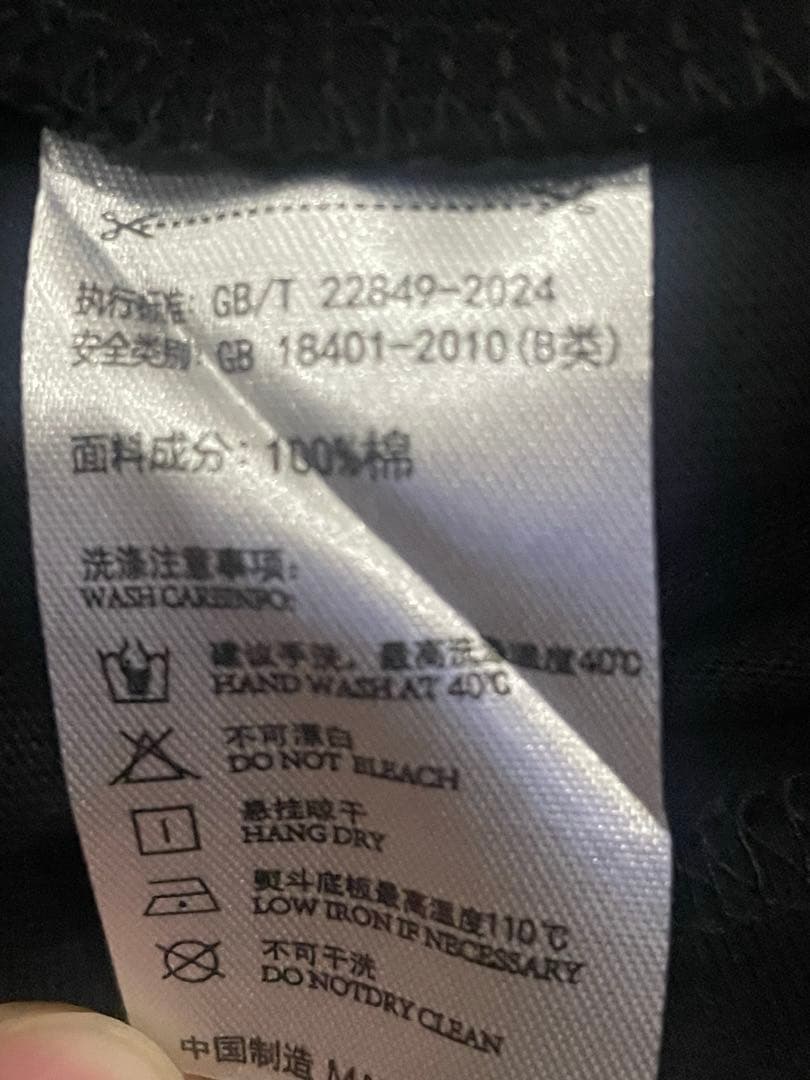 执行标准: GB/T 22849-2024
安全类别: GB 18401-2010(B类)
面料成分: 100%棉
洗涤注意事项:
WASH CAREINFO:
建议手洗, 最高洗涤温度40℃
HAND WASH AT 40℃
不可漂白
DO NOT BLEACH
悬挂晾干
HANG DRY
熨斗底板最高温度110℃
LOW IRON IF NECESSARY
不可干洗
DO NOTDRY CLEAN
中国制造